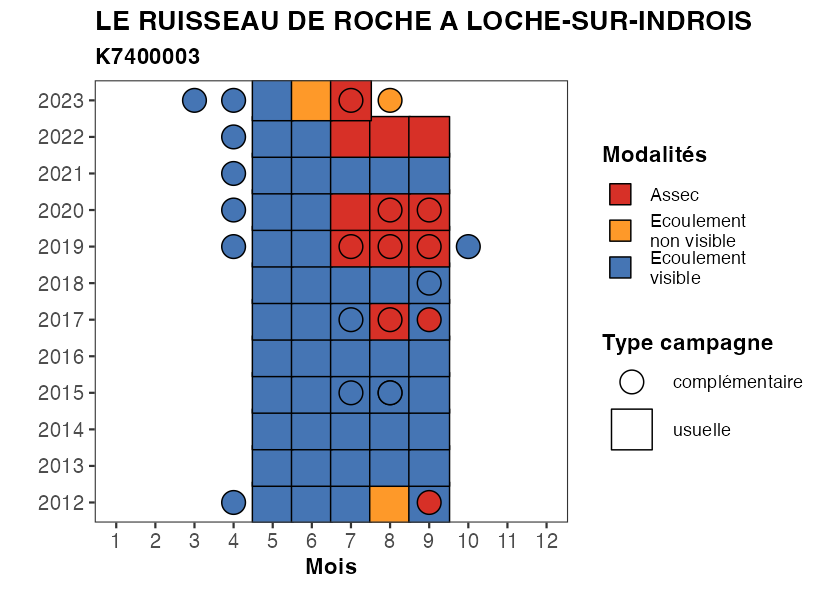 LE RUISSEAU DE ROCHE A LOCHE-SUR-INDROIS
K7400003
2023
2022
2021
2020
2019
2018
2017
2016
2015
2014
2013
2012
1 2 3 4 5 6 7 8 9 10 11 12
Mois
Modalités
Assec
Ecoulement
non visible
Ecoulement
visible
Type campagne
complémentaire
usuelle